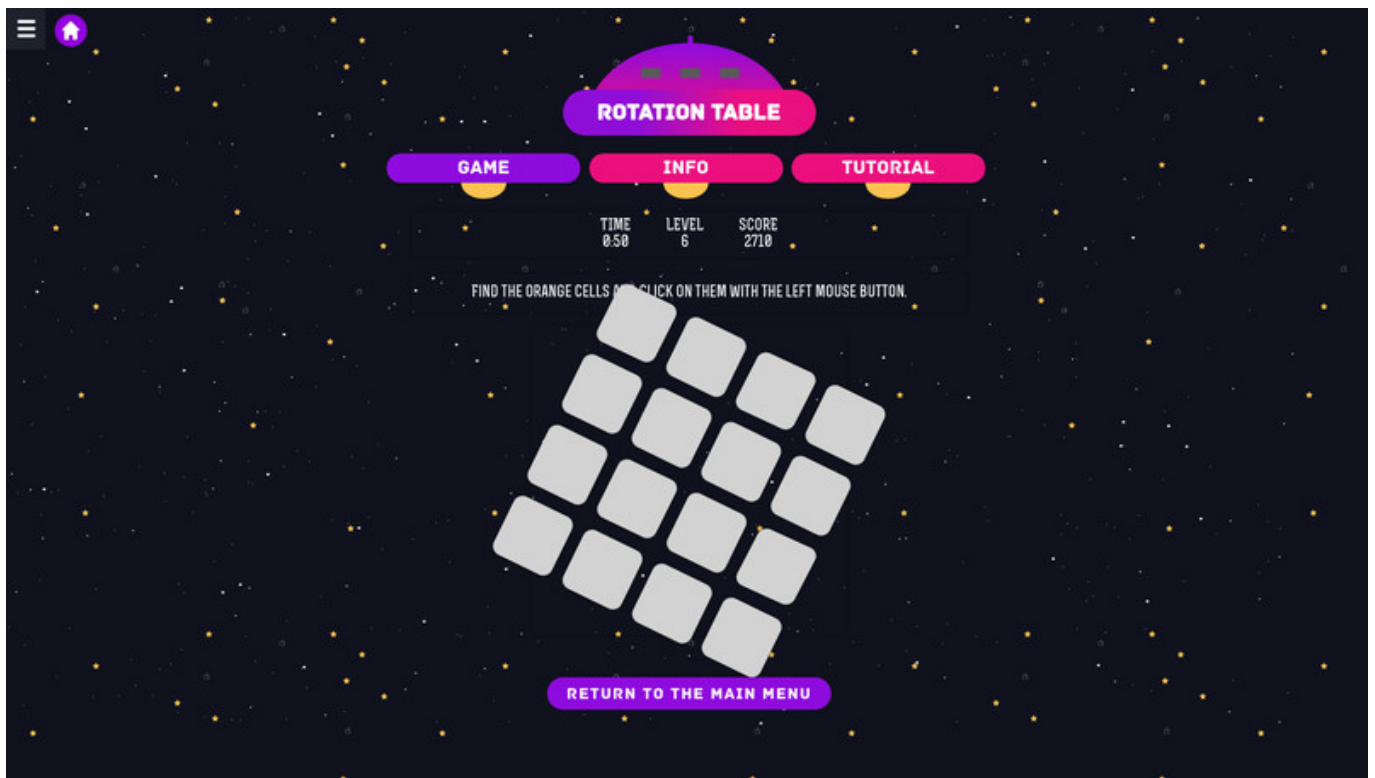 ROTATION TABLE
GAME INFO TUTORIAL
TIME LEVEL SCORE
0:50 6 2710
FIND THE ORANGE CELLS CLICK ON THEM WITH THE LEFT MOUSE BUTTON.
RETURN TO THE MAIN MENU